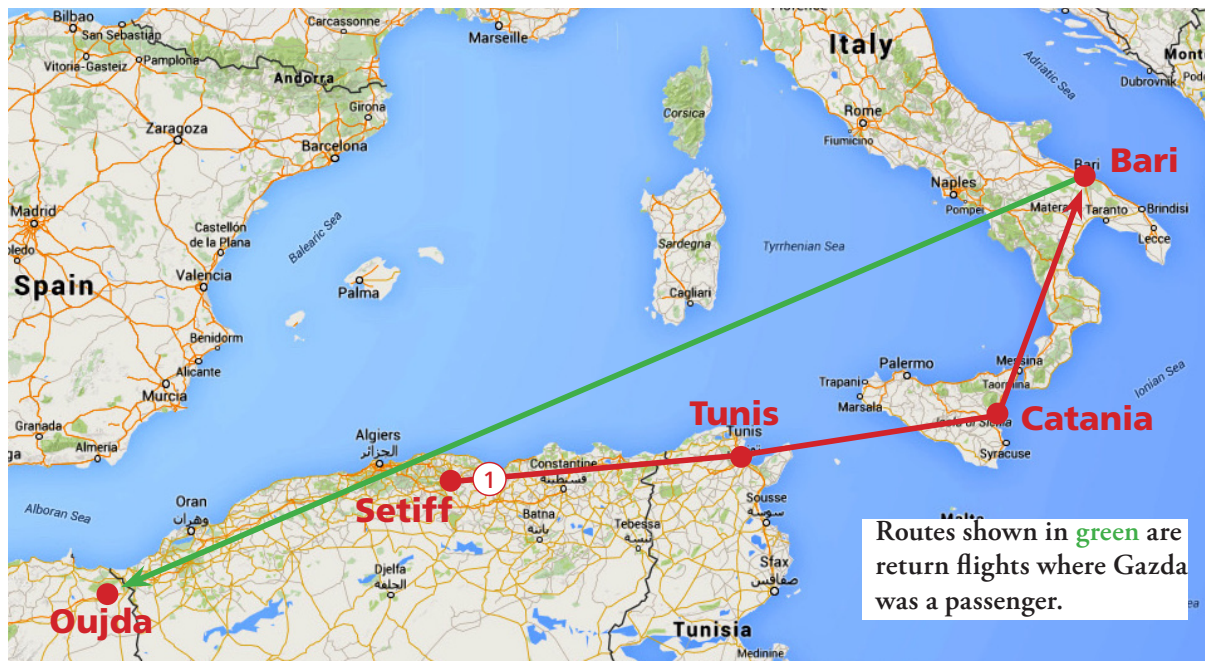 Bilbao
San Sebastian
Vitoria-Gasteiz
Pamplona
Carcassonne
Marseille
Andorra
Girona
Zaragoza
Barcelona
Madrid
Castellón
de la Plana
Balearic Sea
Valencia
Spain
Palma
Benidorm
Alicante
Murcia
Granada
Almería
Alboran Sea
Corsica
Sardegna
Cagliari
Tyrrhenian Sea
Italy
Rome
Fiumicino
Naples
Pompei
Adriatic Sea
Dubrovnik
Bari
Bari
Matera
Taranto
Brindisi
Lecce
Ionian Sea
Palermo
Messina
Trapani
Marsala
Taormina
Catania
Syracuse
Tunis
Tunis
Algiers
الجزائر
Setiff
1
Constantine
قسنطينة
Oran
وهران
Batna
باتنة
Tebessa
تبسة
Sousse
سوسة
Djelfa
الجلفة
Sfax
صفاقس
Oujda
Tunisia
Medinine
Routes shown in green are
return flights where Gazda
was a passenger.